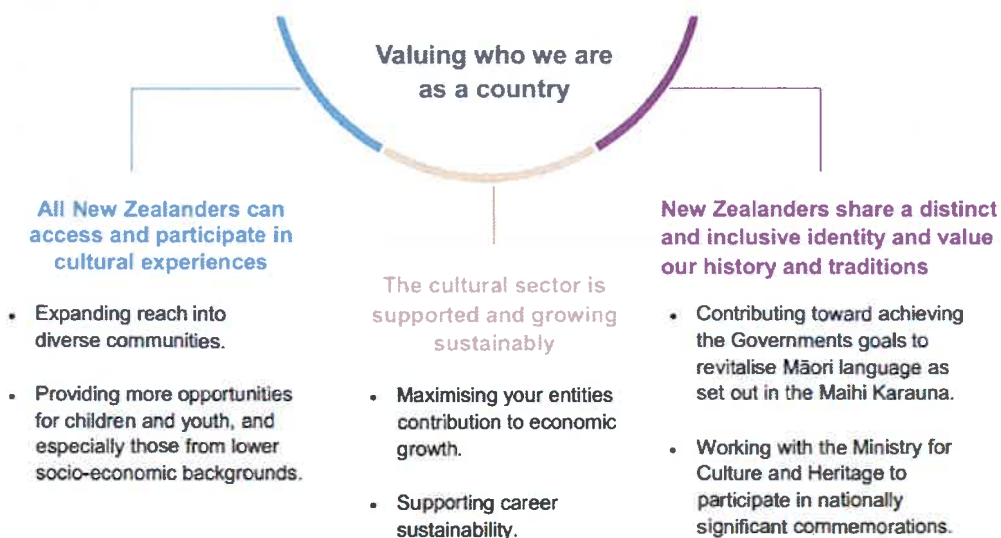 Valuing who we are
as a country
All New Zealanders can
access and participate in
cultural experiences
• Expanding reach into
diverse communities.
• Providing more opportunities
for children and youth, and
especially those from lower
socio-economic backgrounds.
The cultural sector is
supported and growing
sustainably
• Maximising your entities
contribution to economic
growth.
• Supporting career
sustainability.
New Zealanders share a distinct
and inclusive identity and value
our history and traditions
• Contributing toward achieving
the Governments goals to
revitalise Māori language as
set out in the Maihi Karauna.
• Working with the Ministry for
Culture and Heritage to
participate in nationally
significant commemorations.